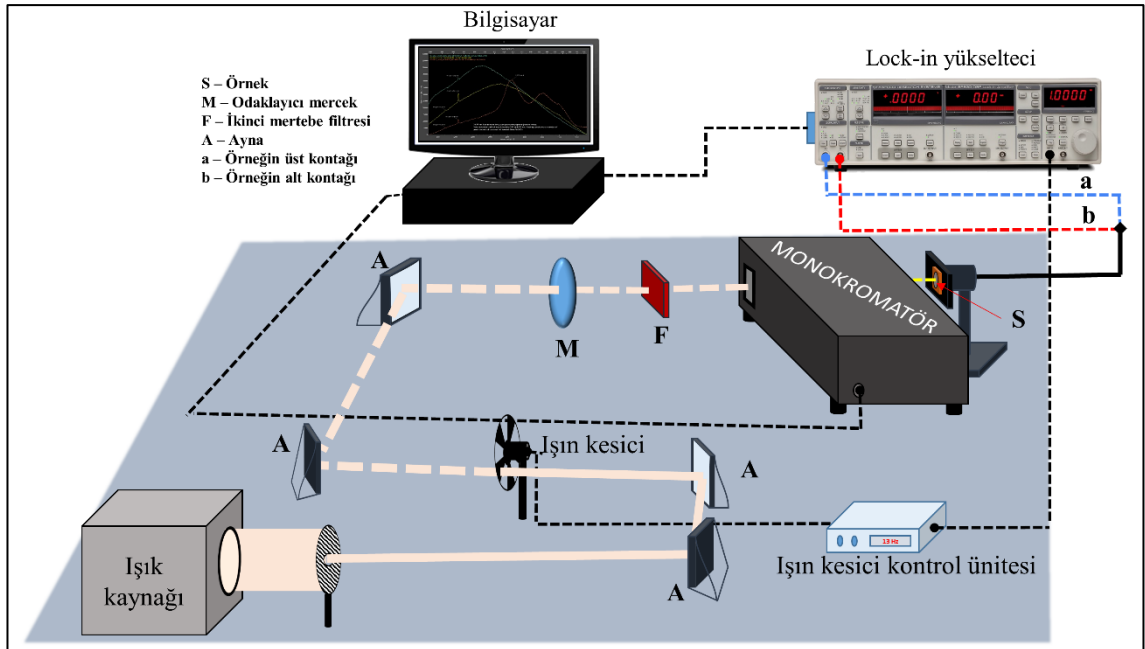 Bilgisayar
Lock-in yükselteci
S – Örnek
M – Odaklayıcı mercek
F – İkinci mertebe filtresi
A – Ayna
a – Örneğin üst kontağı
b – Örneğin alt kontağı
.0000
0.00
1.0000
a
b
A
M
F
MONOKROMATÖR
S
A
Işın kesici
A
Işık
kaynağı
A
13 Hz
Işın kesici kontrol ünitesi